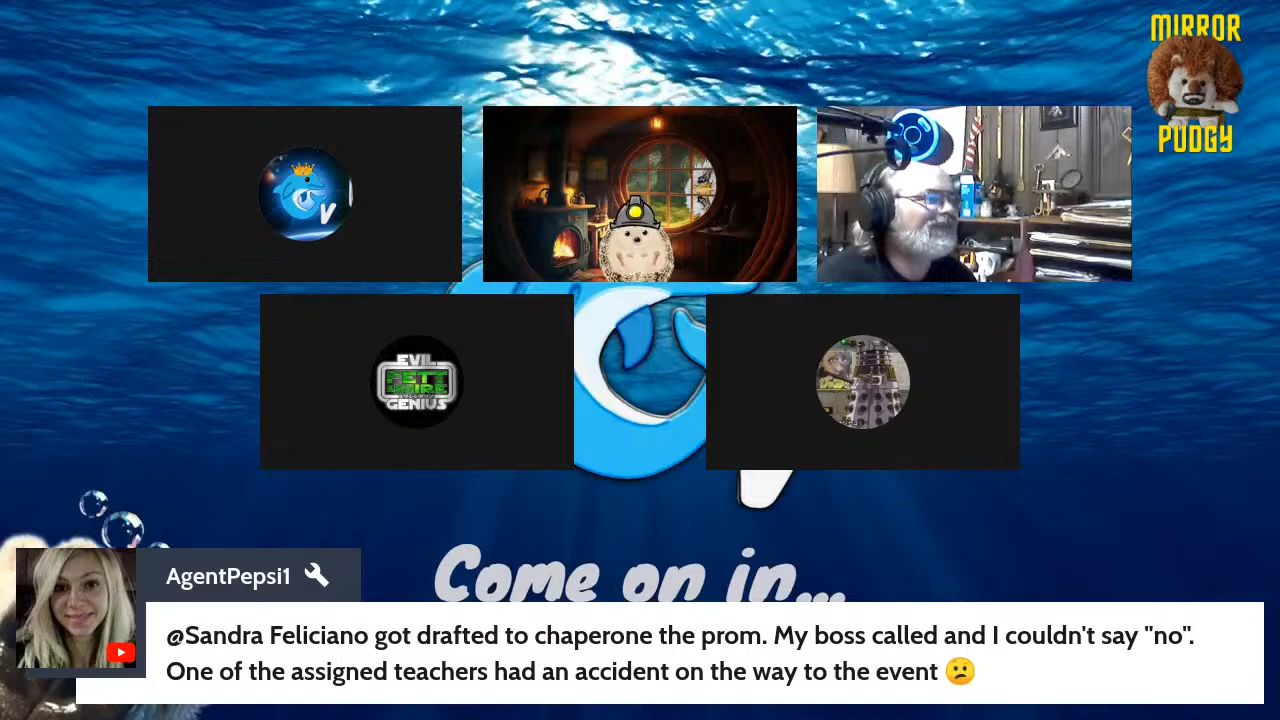 MIRROR
PUDGY
V
EVIL
FETT
GENIUS
Come on in...
AgentPepsi1
@Sandra Feliciano got drafted to chaperone the prom. My boss called and I couldn't say "no".
One of the assigned teachers had an accident on the way to the event 😟